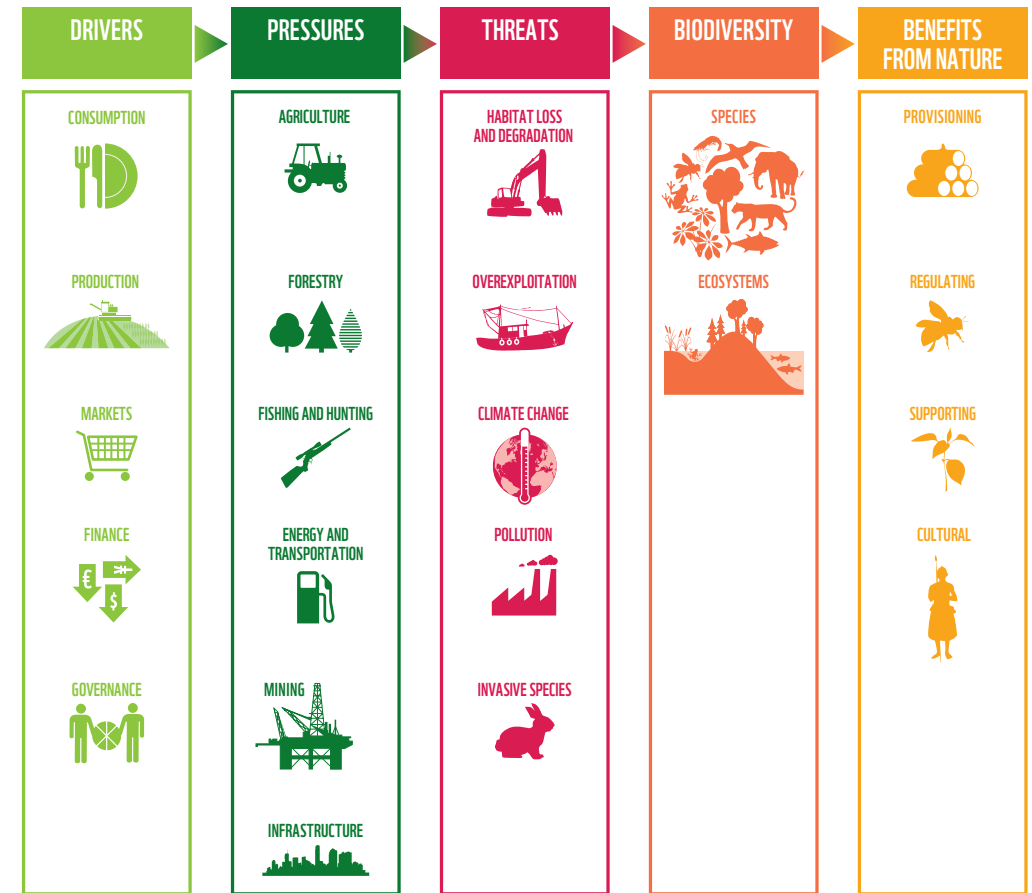 DRIVERS
PRESSURES
THREATS
BIODIVERSITY
BENEFITS
FROM NATURE
CONSUMPTION
PRODUCTION
MARKETS
FINANCE
€
¥
$
GOVERNANCE
AGRICULTURE
FORESTRY
FISHING AND HUNTING
ENERGY AND
TRANSPORTATION
MINING
INFRASTRUCTURE
HABITAT LOSS
AND DEGRADATION
OVEREXPLOITATION
CLIMATE CHANGE
POLLUTION
INVASIVE SPECIES
SPECIES
ECOSYSTEMS
PROVISIONING
REGULATING
SUPPORTING
CULTURAL